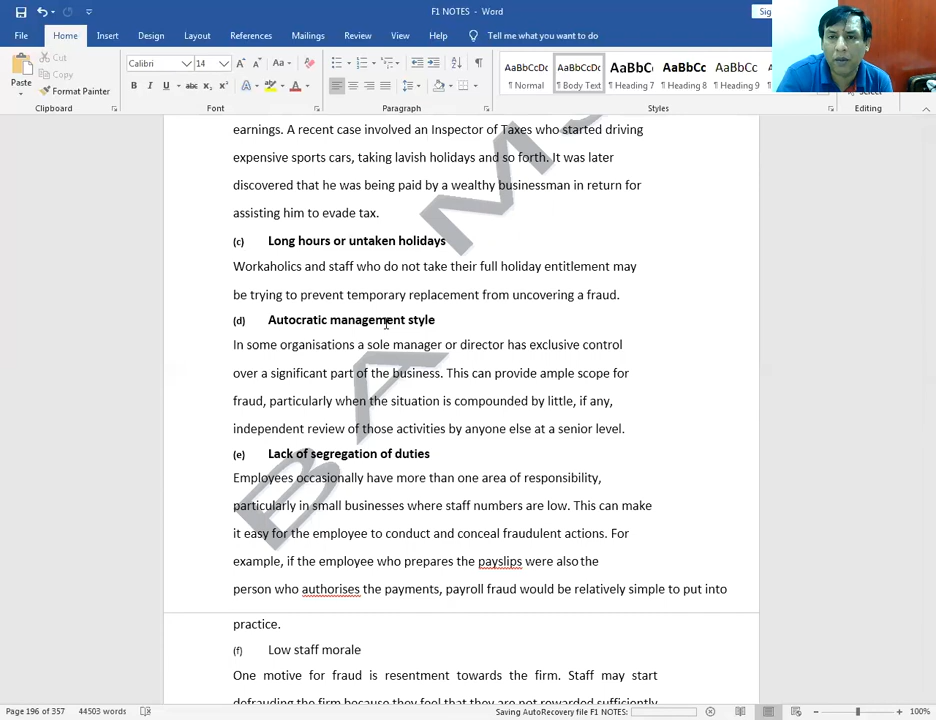 F1 NOTES - Word
File Home Insert Design Layout References Mailings Review View Help Tell me what you want to do
Cut
Copy
Paste
Format Painter
Calibri 14
AaBbCcDc AaBbCcDc AaBbC AaBbCc AaBbCc
¶ Normal ¶ Body Text Heading 7 Heading 8 Heading 9
Clipboard Font Paragraph Styles Editing
earnings. A recent case involved an Inspector of Taxes who started driving
expensive sports cars, taking lavish holidays and so forth. It was later
discovered that he was being paid by a wealthy businessman in return for
assisting him to evade tax.
(c) Long hours or untaken holidays
Workaholics and staff who do not take their full holiday entitlement may
be trying to prevent temporary replacement from uncovering a fraud.
(d) Autocratic management style
In some organisations a sole manager or director has exclusive control
over a significant part of the business. This can provide ample scope for
fraud, particularly when the situation is compounded by little, if any,
independent review of those activities by anyone else at a senior level.
(e) Lack of segregation of duties
Employees occasionally have more than one area of responsibility,
particularly in small businesses where staff numbers are low. This can make
it easy for the employee to conduct and conceal fraudulent actions. For
example, if the employee who prepares the payslips were also the
person who authorises the payments, payroll fraud would be relatively simple to put into
practice.
(f) Low staff morale
One motive for fraud is resentment towards the firm. Staff may start
defrauding the firm because they feel that they are not rewarded sufficiently
Page 196 of 357 44503 words Saving AutoRecovery file F1 NOTES: 100%